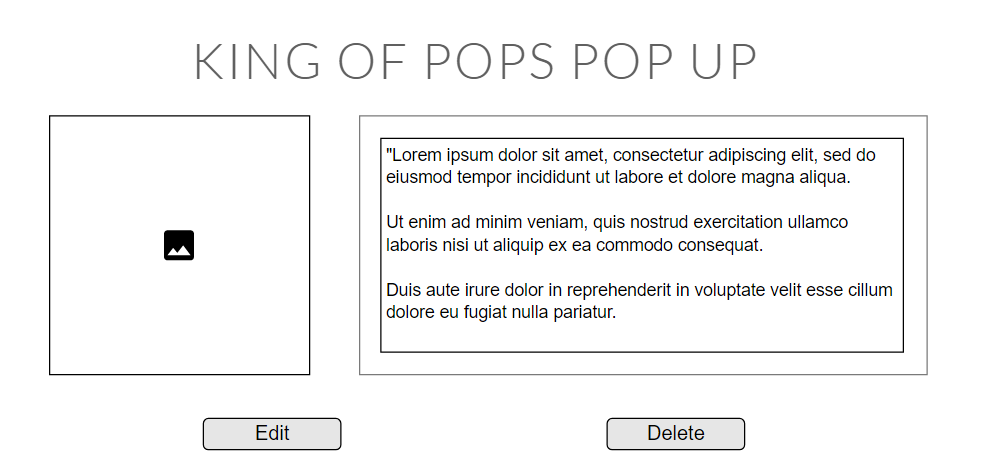 KING OF POPS POP UP
"Lorem ipsum dolor sit amet, consectetur adipiscing elit, sed do
eiusmod tempor incididunt ut labore et dolore magna aliqua.
Ut enim ad minim veniam, quis nostrud exercitation ullamco
laboris nisi ut aliquip ex ea commodo consequat.
Duis aute irure dolor in reprehenderit in voluptate velit esse cillum
dolore eu fugiat nulla pariatur.
Edit
Delete